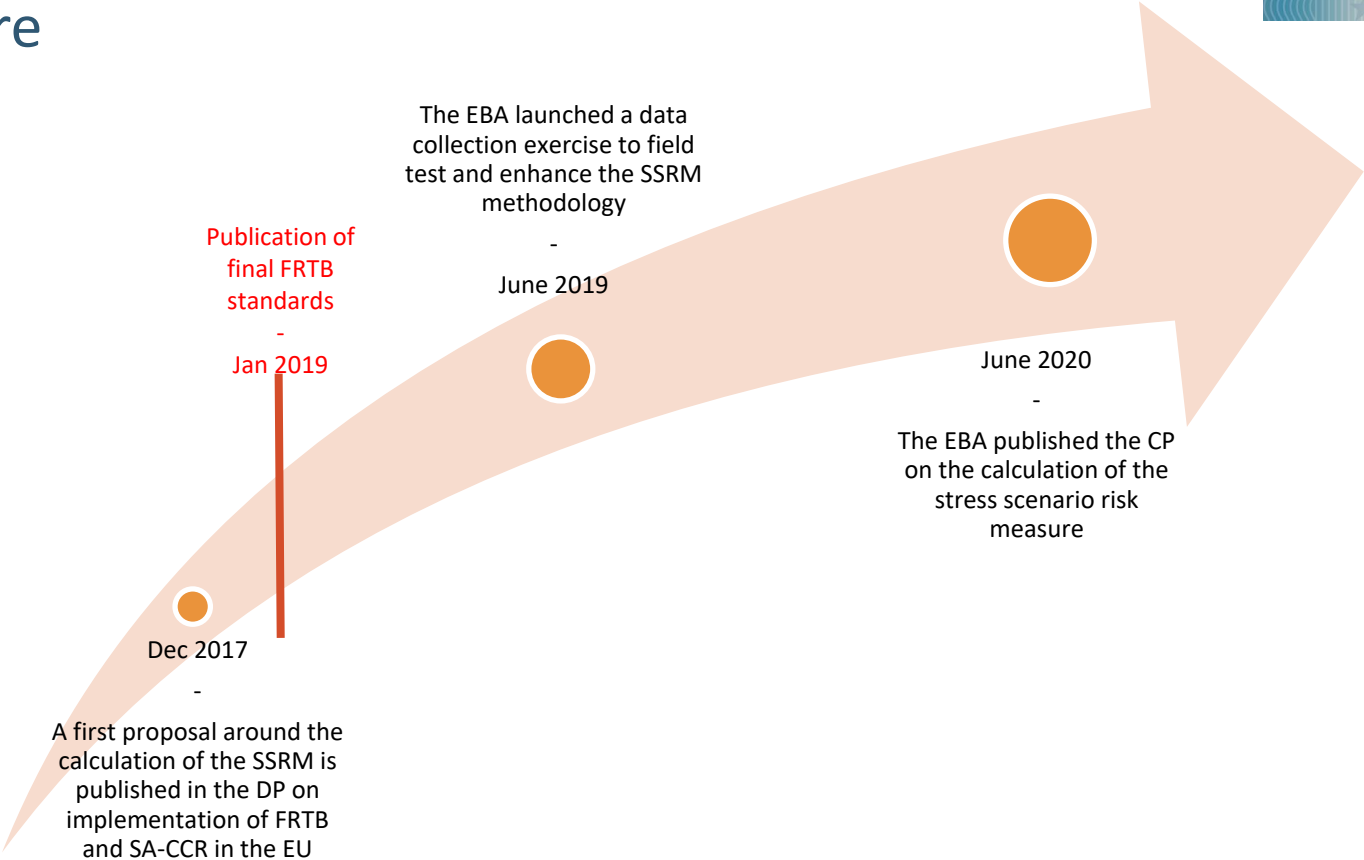 re
The EBA launched a data
collection exercise to field
test and enhance the SSRM
methodology
-
June 2019
Publication of
final FRTB
standards
-
Jan 2019
June 2020
-
The EBA published the CP
on the calculation of the
stress scenario risk
measure
Dec 2017
-
A first proposal around the
calculation of the SSRM is
published in the DP on
implementation of FRTB
and SA-CCR in the EU